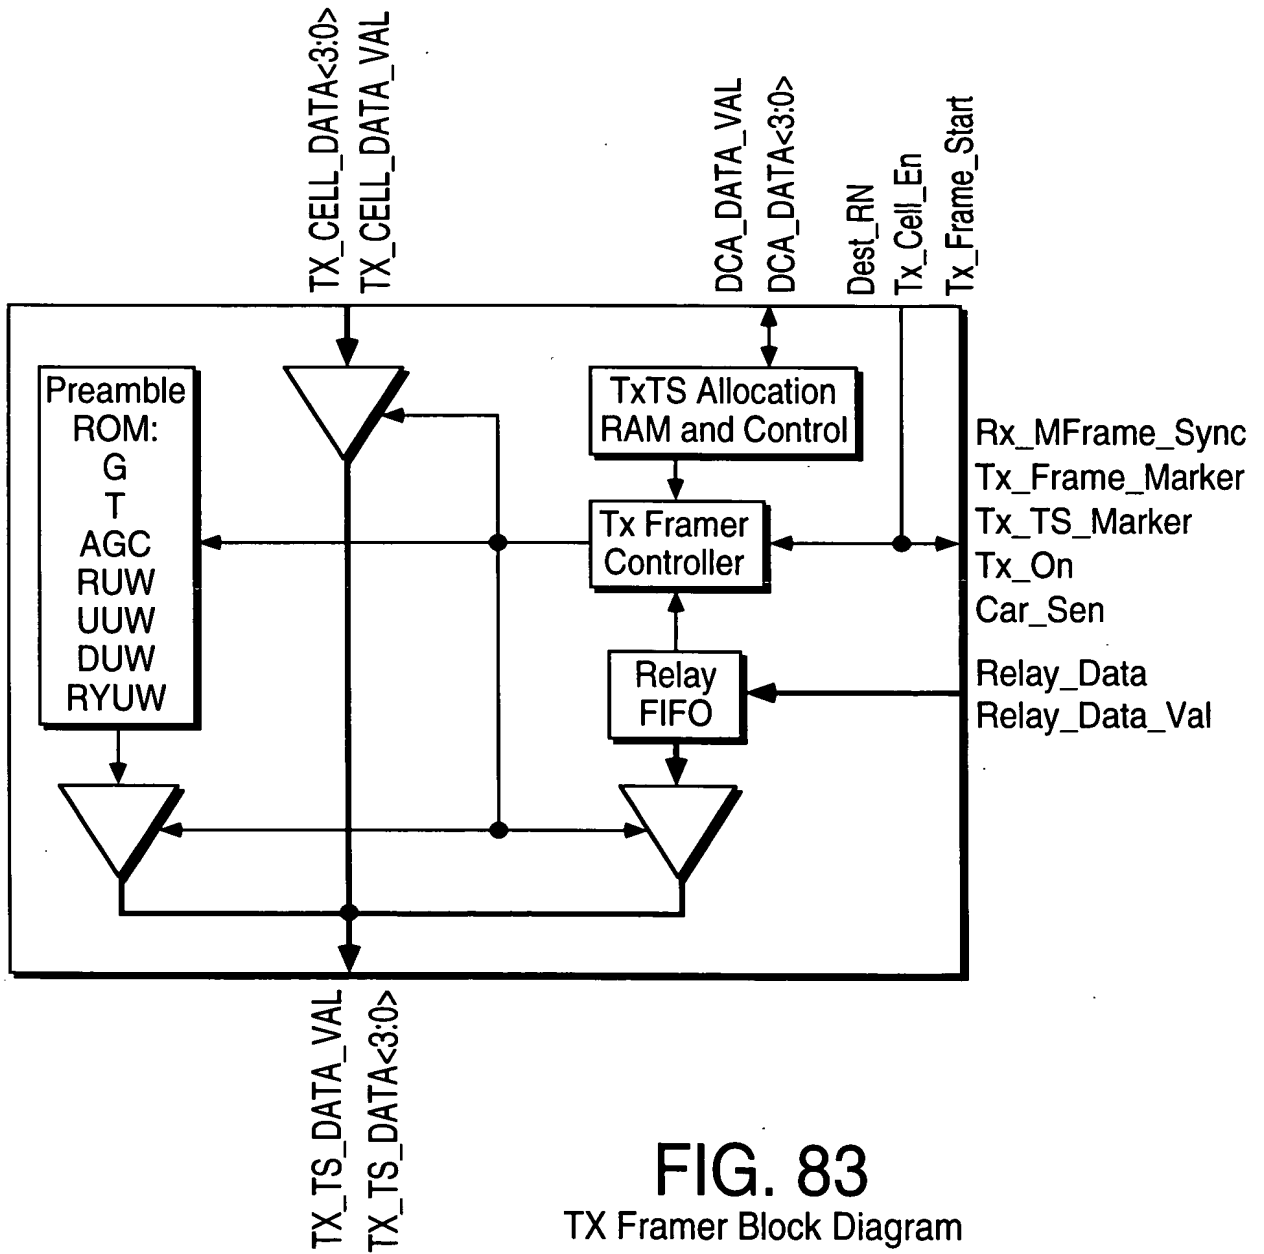 TX_CELL_DATA<3:0>
TX_CELL_DATA_VAL
DCA_DATA_VAL
DCA_DATA<3:0>
Dest_RN
Tx_Cell_En
Tx_Frame_Start
Preamble
ROM:
G
T
AGC
RUW
UUW
DUW
RYUW
TxTS Allocation
RAM and Control
Tx Framer
Controller
Relay
FIFO
Rx_MFrame_Sync
Tx_Frame_Marker
Tx_TS_Marker
Tx_On
Car_Sen
Relay_Data
Relay_Data_Val
TX_TS_DATA_VAL
TX_TS_DATA<3:0>
FIG. 83
TX Framer Block Diagram